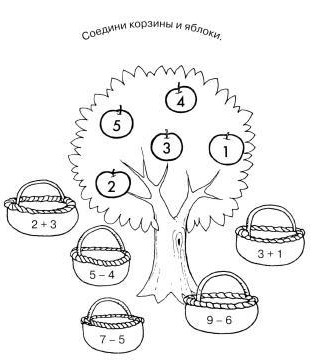 Соедини корзины и яблоки.
4
5
3
1
2
2 + 3
3 + 1
5 – 4
9 – 6
7 – 5